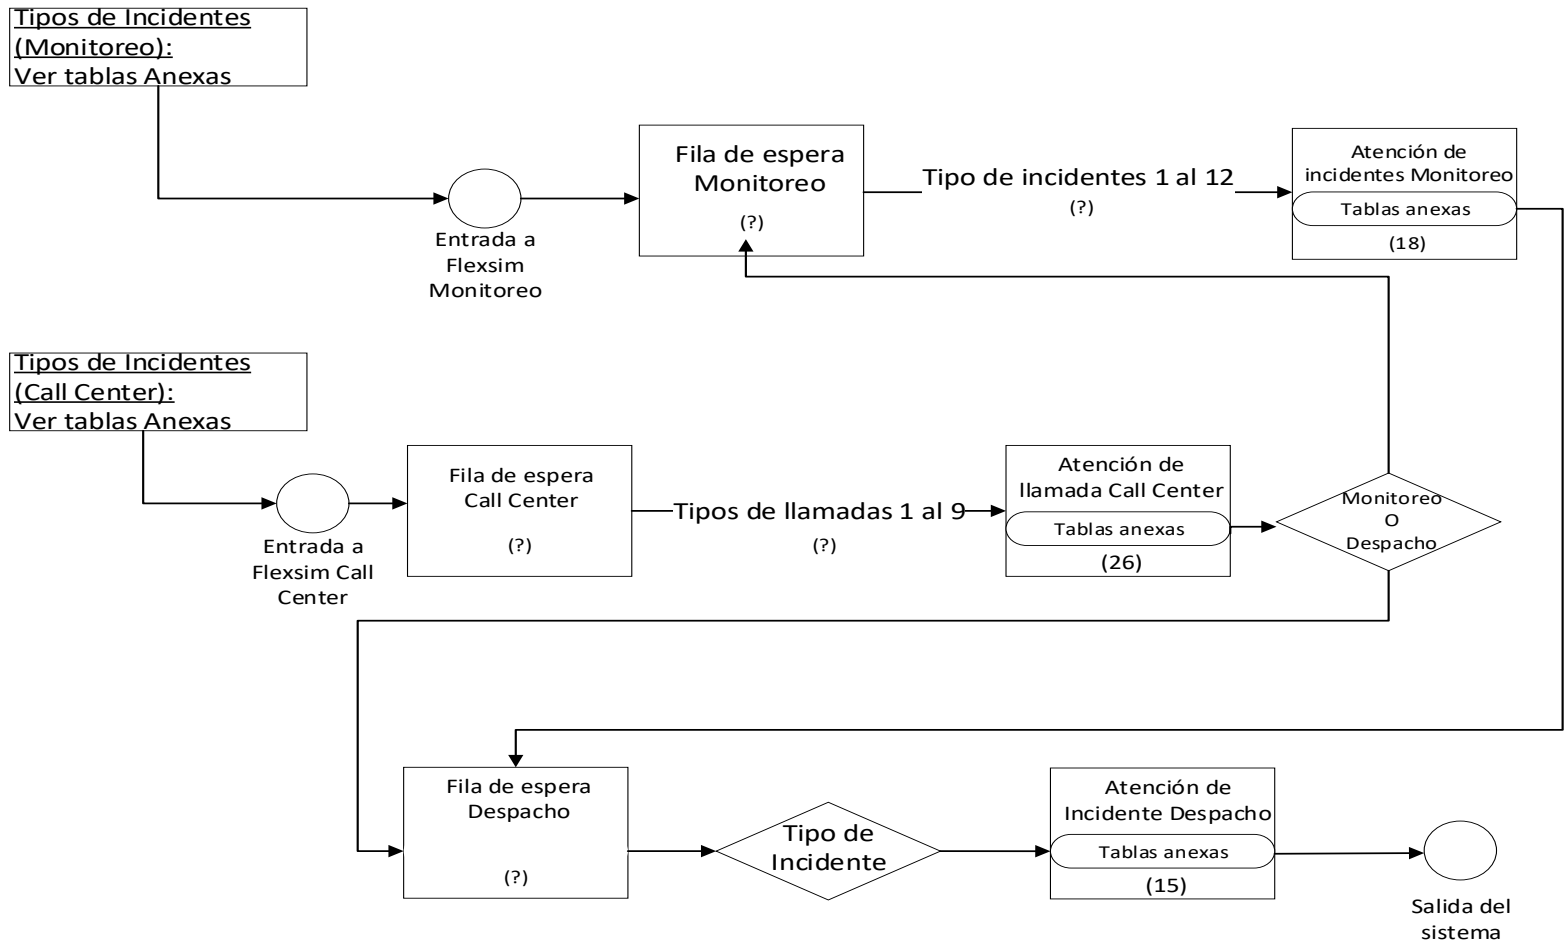 Tipos de Incidentes
(Monitoreo):
Ver tablas Anexas
Entrada a
Flexsim
Monitoreo
Fila de espera
Monitoreo
(?)
Tipo de incidentes 1 al 12
(?)
Atención de
incidentes Monitoreo
Tablas anexas
(18)
Tipos de Incidentes
(Call Center):
Ver tablas Anexas
Entrada a
Flexsim Call
Center
Fila de espera
Call Center
(?)
Tipos de llamadas 1 al 9
(?)
Atención de
llamada Call Center
Tablas anexas
(26)
Monitoreo
O
Despacho
Fila de espera
Despacho
(?)
Tipo de
Incidente
Atención de
Incidente Despacho
Tablas anexas
(15)
Salida del
sistema